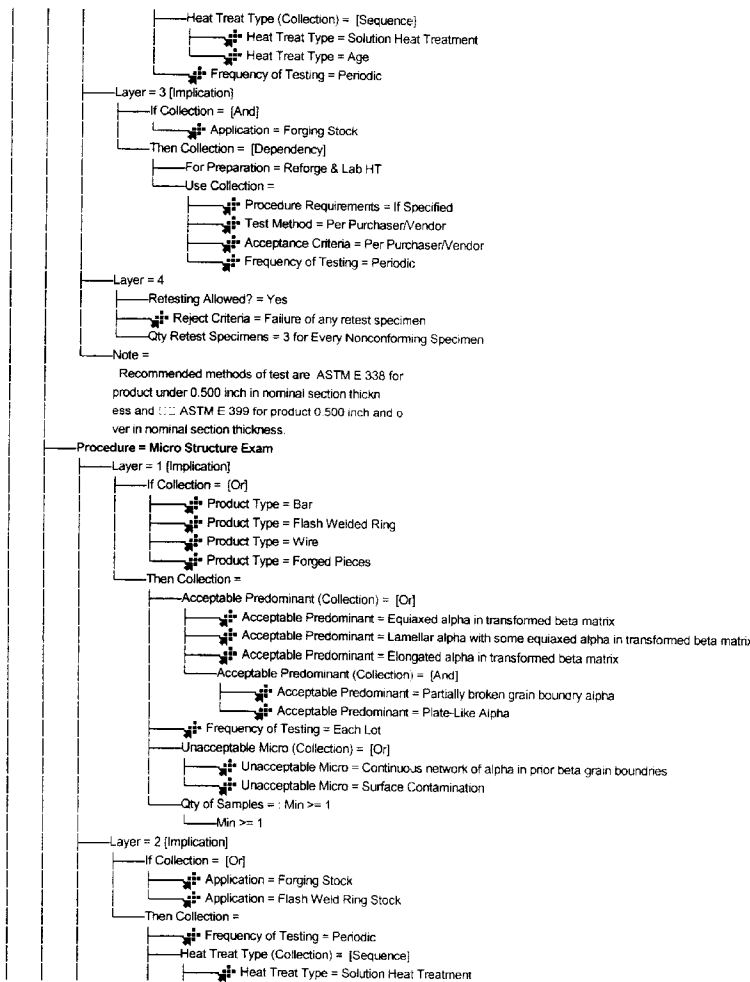 Heat Treat Type (Collection) = [Sequence]
Heat Treat Type = Solution Heat Treatment
Heat Treat Type = Age
Frequency of Testing = Periodic
Layer = 3 [Implication]
If Collection = [And]
Application = Forging Stock
Then Collection = [Dependency]
For Preparation = Reforge & Lab HT
Use Collection =
Procedure Requirements = If Specified
Test Method = Per Purchaser/Vendor
Acceptance Criteria = Per Purchaser/Vendor
Frequency of Testing = Periodic
Layer = 4
Retesting Allowed? = Yes
Reject Criteria = Failure of any retest specimen
Qty Retest Specimens = 3 for Every Nonconforming Specimen
Note =
Recommended methods of test are ASTM E 338 for
product under 0.500 inch in nominal section thickn
ess and ASTM E 399 for product 0.500 inch and o
ver in nominal section thickness.
Procedure = Micro Structure Exam
Layer = 1 [Implication]
If Collection = [Or]
Product Type = Bar
Product Type = Flash Welded Ring
Product Type = Wire
Product Type = Forged Pieces
Then Collection =
Acceptable Predominant (Collection) = [Or]
Acceptable Predominant = Equiaxed alpha in transformed beta matrix
Acceptable Predominant = Lamellar alpha with some equiaxed alpha in transformed beta matrix
Acceptable Predominant = Elongated alpha in transformed beta matrix
Acceptable Predominant (Collection) = [And]
Acceptable Predominant = Partially broken grain boundry alpha
Acceptable Predominant = Plate-Like Alpha
Frequency of Testing = Each Lot
Unacceptable Micro (Collection) = [Or]
Unacceptable Micro = Continuous network of alpha in prior beta grain boundries
Unacceptable Micro = Surface Contamination
Qty of Samples = : Min >= 1
Min >= 1
Layer = 2 [Implication]
If Collection = [Or]
Application = Forging Stock
Application = Flash Weld Ring Stock
Then Collection =
Frequency of Testing = Periodic
Heat Treat Type (Collection) = [Sequence]
Heat Treat Type = Solution Heat Treatment